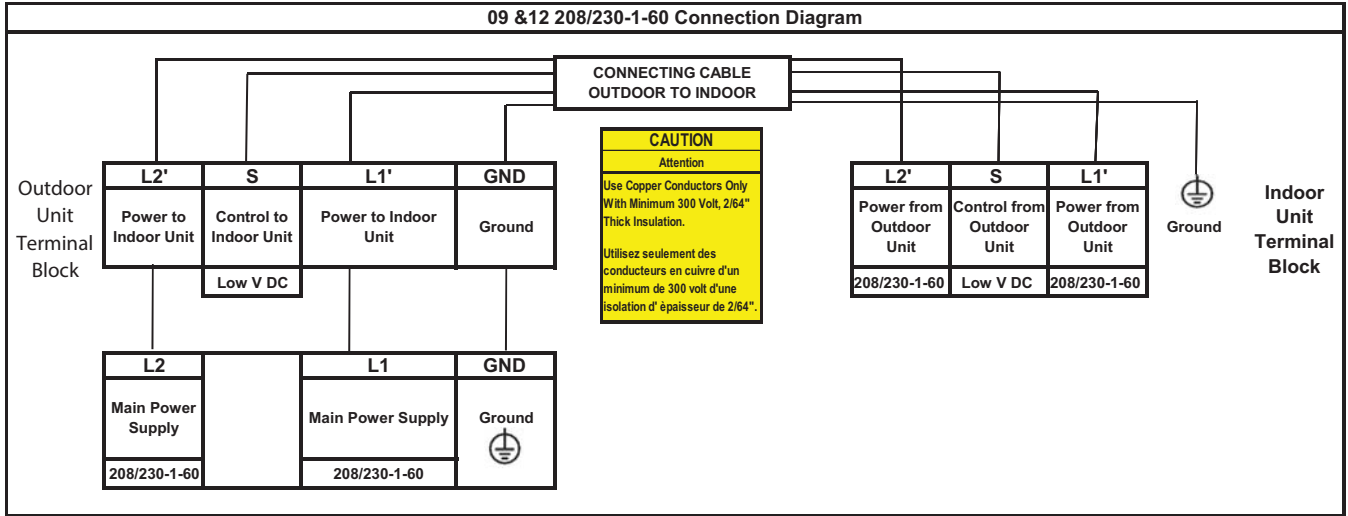 09 &12 208/230-1-60 Connection Diagram
CONNECTING CABLE
OUTDOOR TO INDOOR
CAUTION
Attention
Use Copper Conductors Only
With Minimum 300 Volt, 2/64"
Thick Insulation.
Utilisez seulement des
conducteurs en cuivre d'un
minimum de 300 volt d'une
isolation d' èpaisseur de 2/64".
Outdoor
Unit
Terminal
Block
L2'
S
L1'
GND
Power to
Indoor Unit
Control to
Indoor Unit
Power to Indoor
Unit
Ground
Low V DC
L2
L1
GND
Main Power
Supply
Main Power Supply
Ground
208/230-1-60
208/230-1-60
L2'
S
L1'
Power from
Outdoor
Unit
Control from
Outdoor
Unit
Power from
Outdoor
Unit
208/230-1-60
Low V DC
208/230-1-60
Ground
Indoor
Unit
Terminal
Block